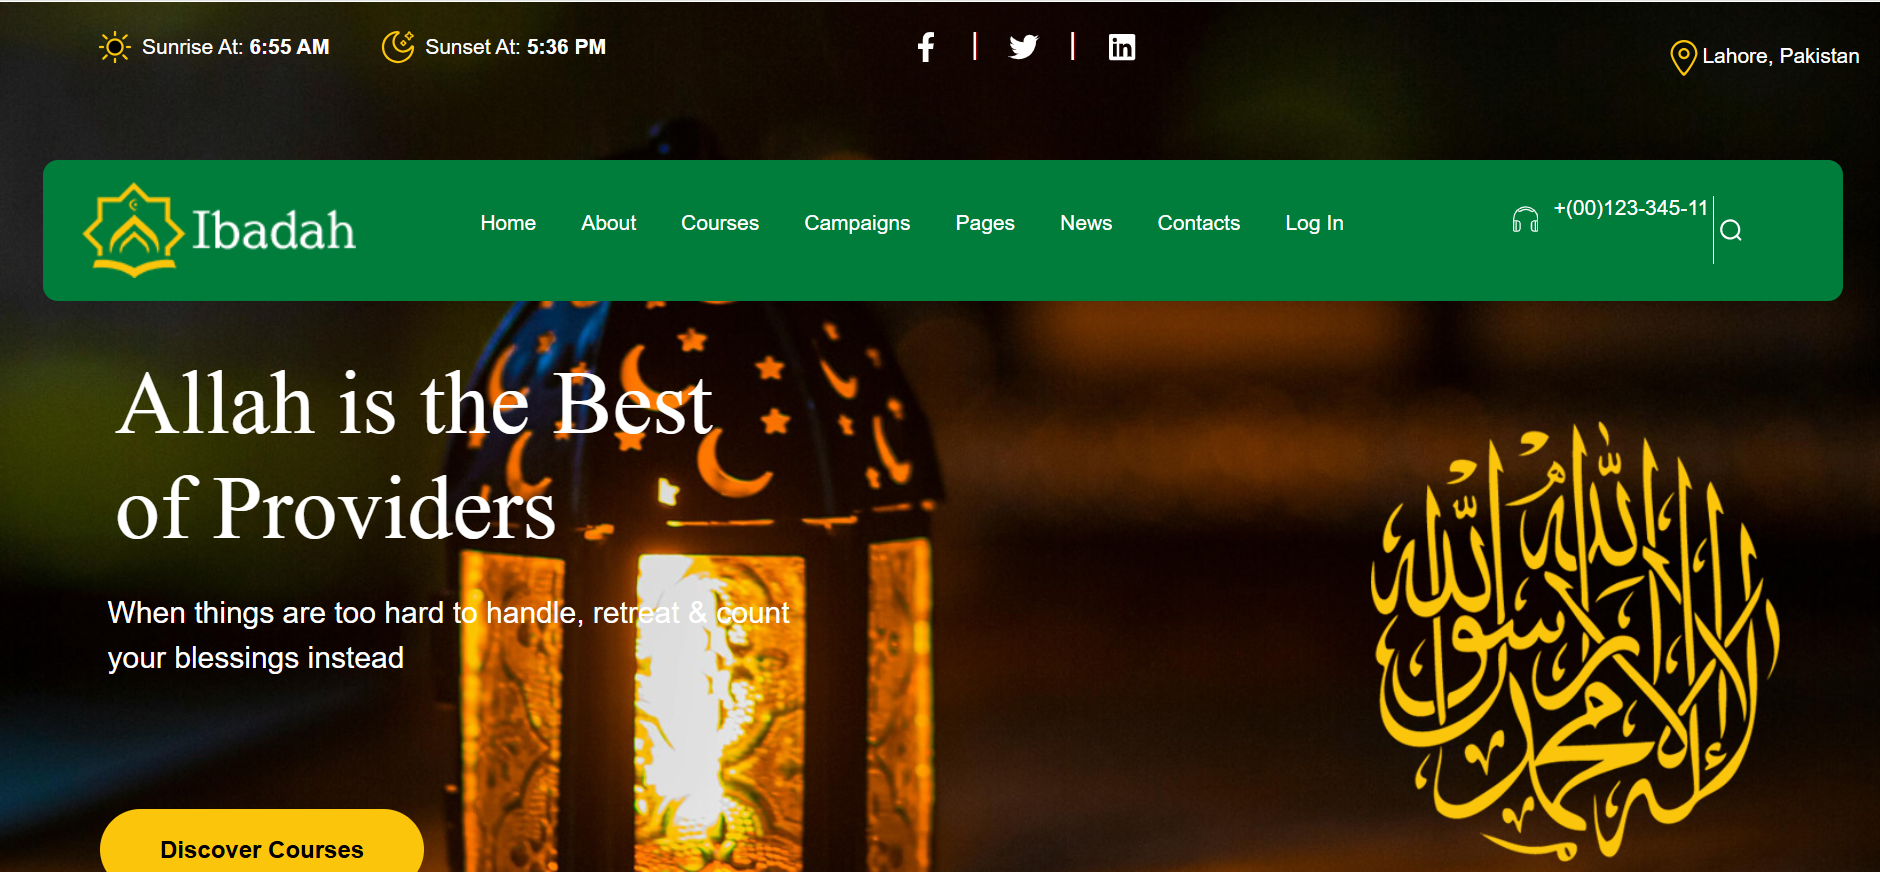 Sunrise At: 6:55 AM
Sunset At: 5:36 PM
Lahore, Pakistan
Ibadah
Home
About
Courses
Campaigns
Pages
News
Contacts
Log In
+(00)123-345-11
Allah is the Best
of Providers
When things are too hard to handle, retreat & count
your blessings instead
لا إله إلا الله محمد رسول الله
Discover Courses